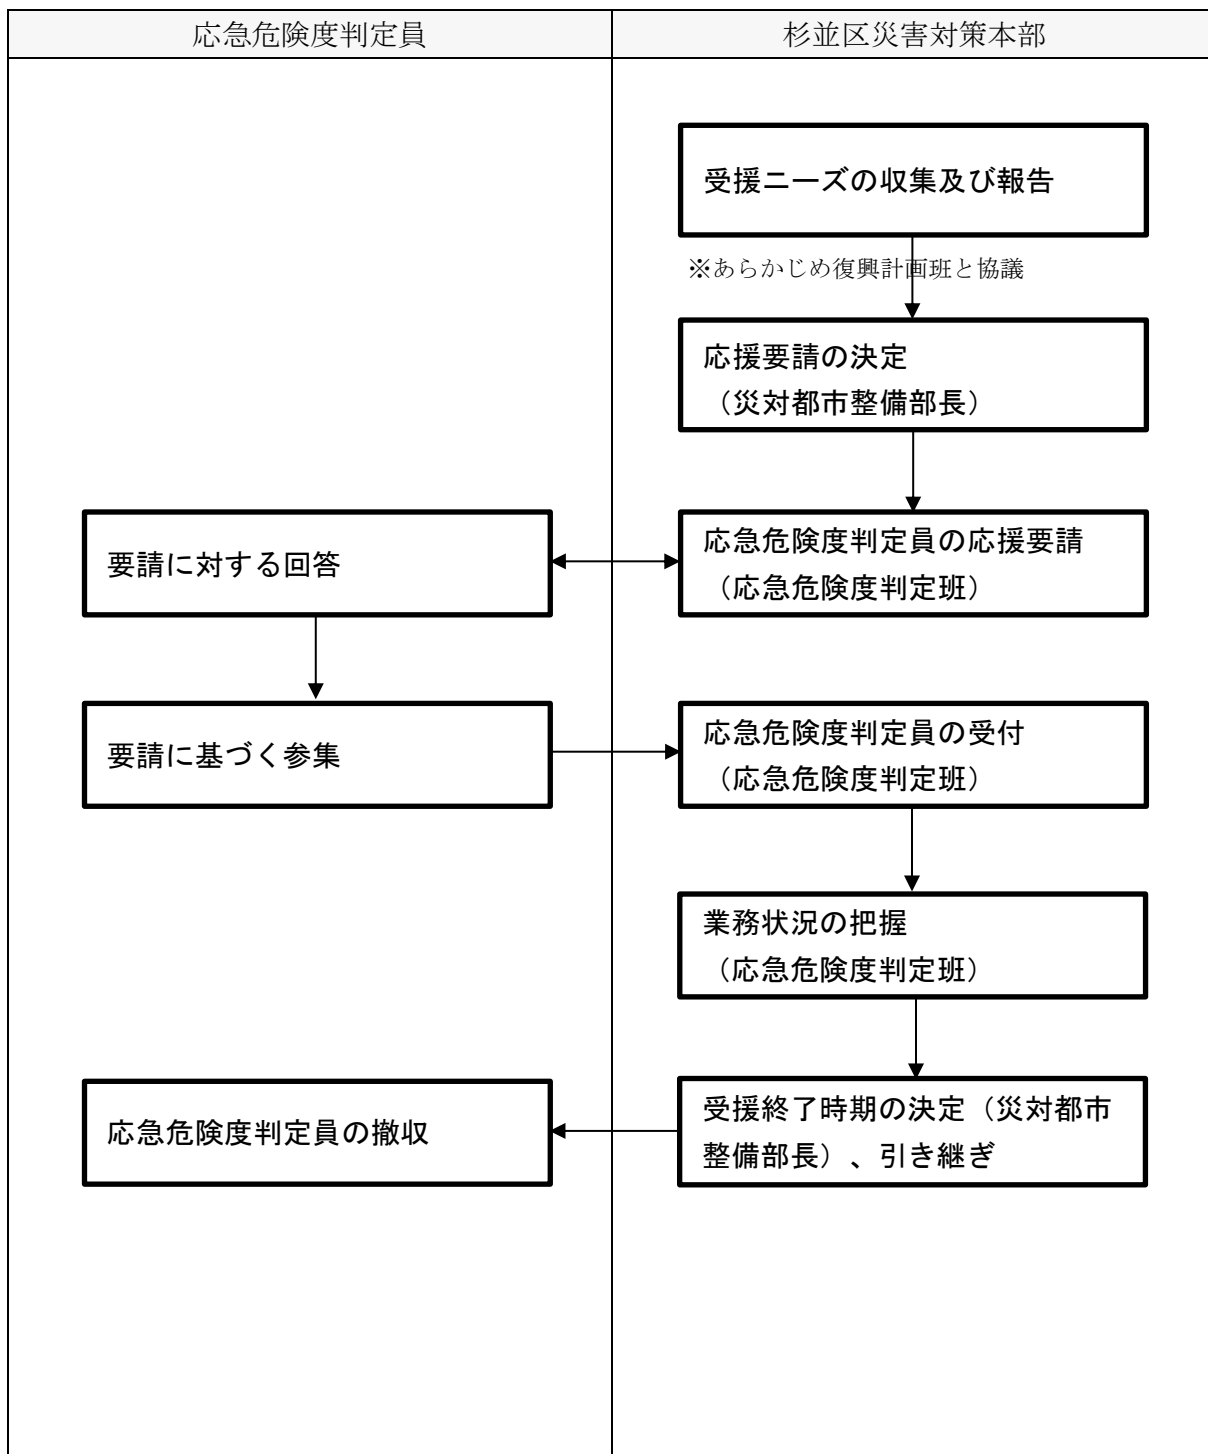 応急危険度判定員
杉並区災害対策本部
受援ニーズの収集及び報告
※あらかじめ復興計画班と協議
応援要請の決定
（災対都市整備部長）
要請に対する回答
応急危険度判定員の応援要請
（応急危険度判定班）
要請に基づく参集
応急危険度判定員の受付
（応急危険度判定班）
業務状況の把握
（応急危険度判定班）
応急危険度判定員の撤収
受援終了時期の決定（災対都市
整備部長）、引き継ぎ